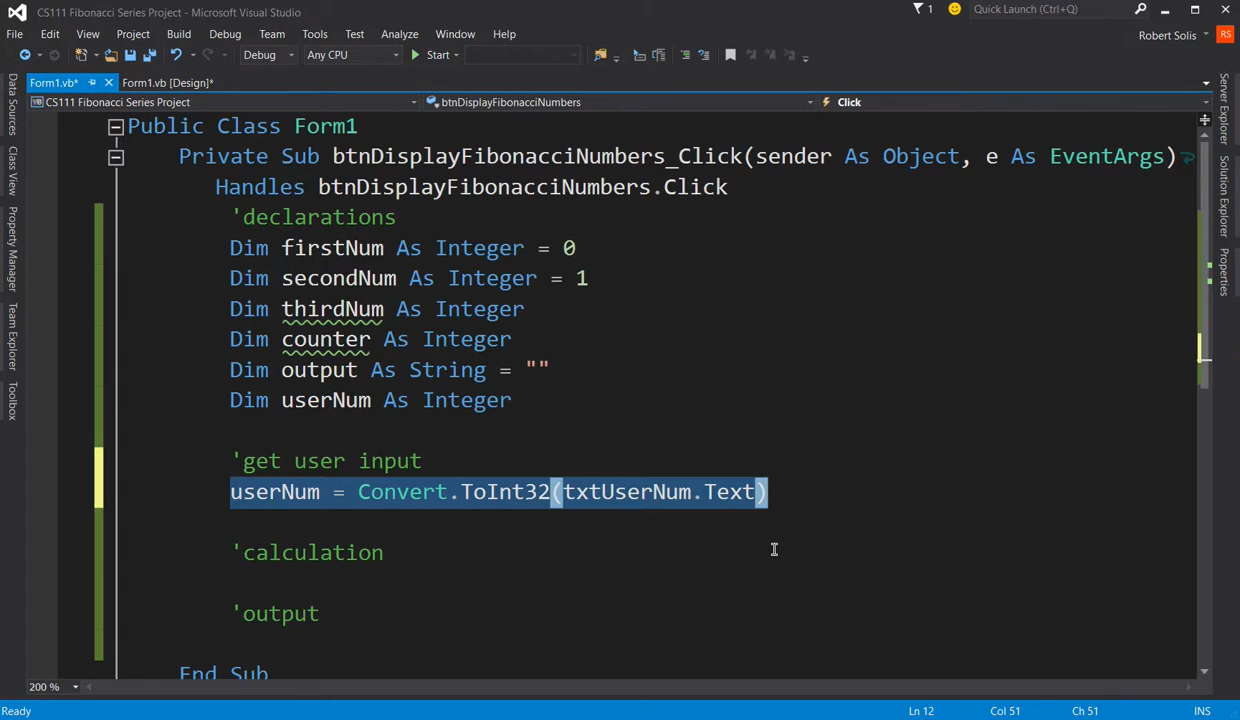 CS111 Fibonacci Series Project - Microsoft Visual Studio
1
Quick Launch (Ctrl+Q)
File Edit View Project Build Debug Team Tools Test Analyze Window Help
Robert Solis RS
Debug Any CPU Start
Form1.vb* Form1.vb [Design]*
CS111 Fibonacci Series Project btnDisplayFibonacciNumbers Click
Public Class Form1
Private Sub btnDisplayFibonacciNumbers_Click(sender As Object, e As EventArgs)
Handles btnDisplayFibonacciNumbers.Click
'declarations
Dim firstNum As Integer = 0
Dim secondNum As Integer = 1
Dim thirdNum As Integer
Dim counter As Integer
Dim output As String = ""
Dim userNum As Integer
'get user input
userNum = Convert.ToInt32(txtUserNum.Text)
'calculation
'output
End Sub
Data Sources
Class View
Property Manager
Team Explorer
Toolbox
Server Explorer
Solution Explorer
Properties
200 %
Ready Ln 12 Col 51 Ch 51 INS